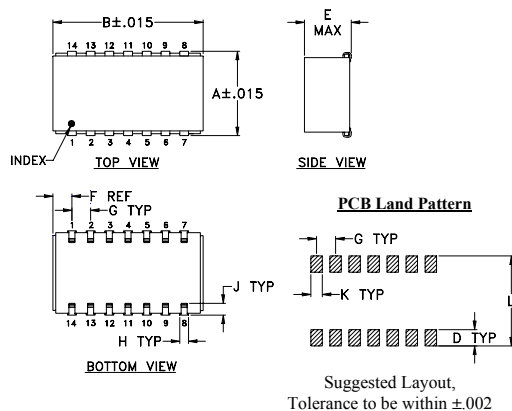 B±.015
14 13 12 11 10 9 8
A±.015
INDEX
1 2 3 4 5 6 7
TOP VIEW
E
MAX
SIDE VIEW
F REF
G TYP
1 2 3 4 5 6 7
J TYP
14 13 12 11 10 9 8
H TYP
BOTTOM VIEW
PCB Land Pattern
G TYP
K TYP
L
D TYP
Suggested Layout,
Tolerance to be within ±.002